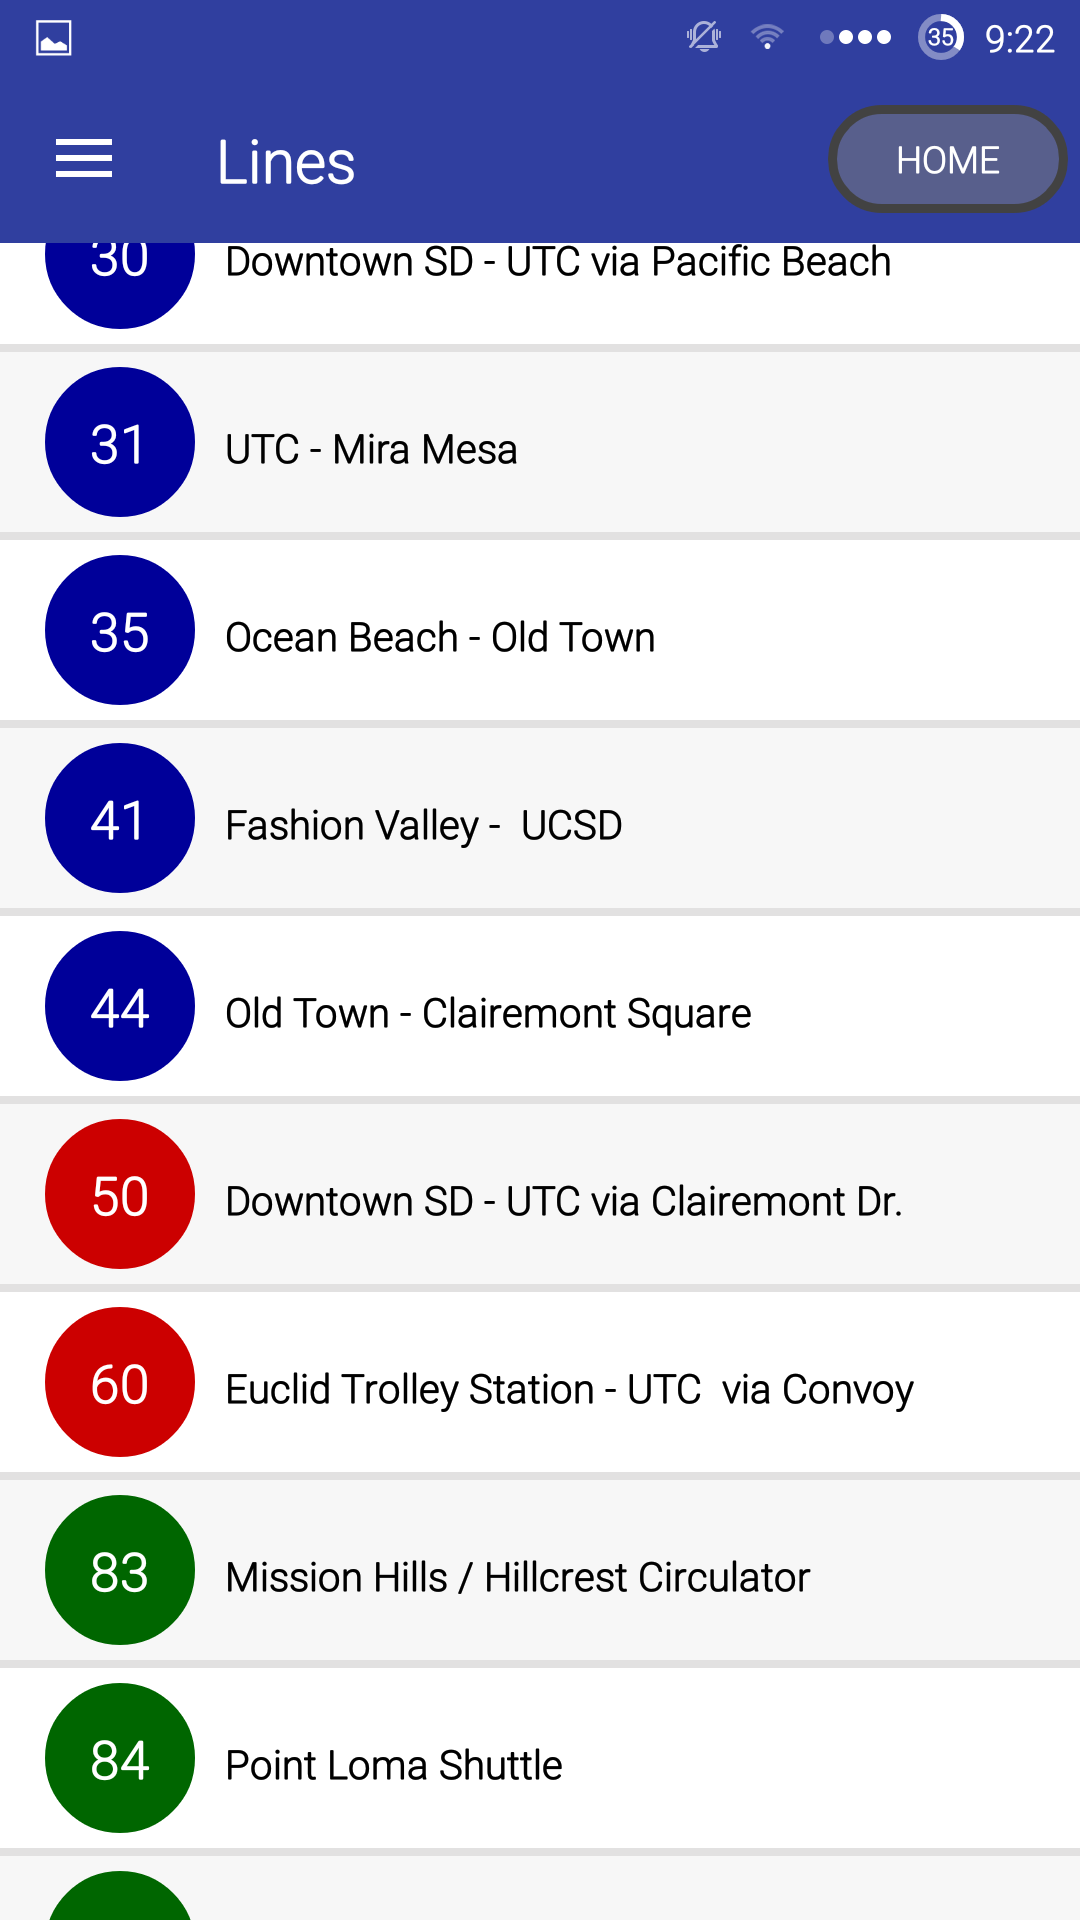 35 9:22
Lines HOME
30 Downtown SD - UTC via Pacific Beach
31 UTC - Mira Mesa
35 Ocean Beach - Old Town
41 Fashion Valley -  UCSD
44 Old Town - Clairemont Square
50 Downtown SD - UTC via Clairemont Dr.
60 Euclid Trolley Station - UTC  via Convoy
83 Mission Hills / Hillcrest Circulator
84 Point Loma Shuttle